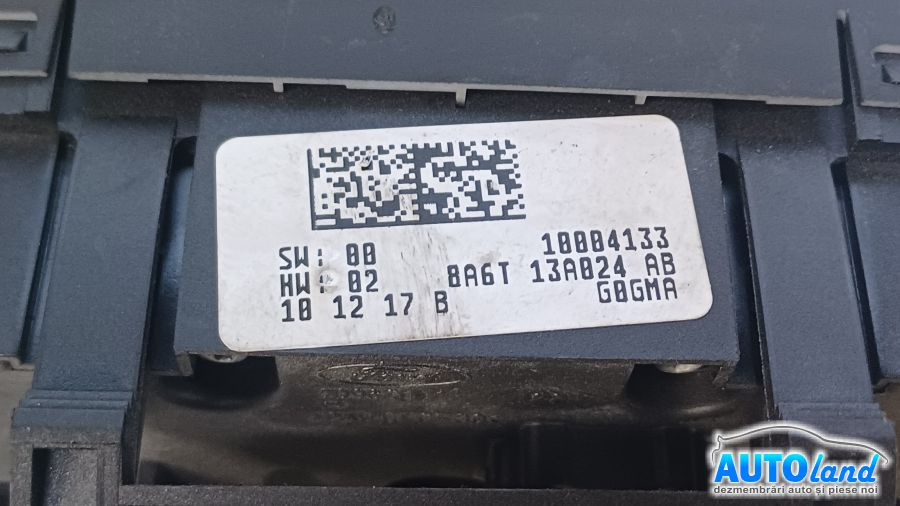 SW: 00 10004133
HW: 02 8A6T 13A024 AB
10 12 17 B G0GMA
AUTOland
dezmembrări auto și piese noi